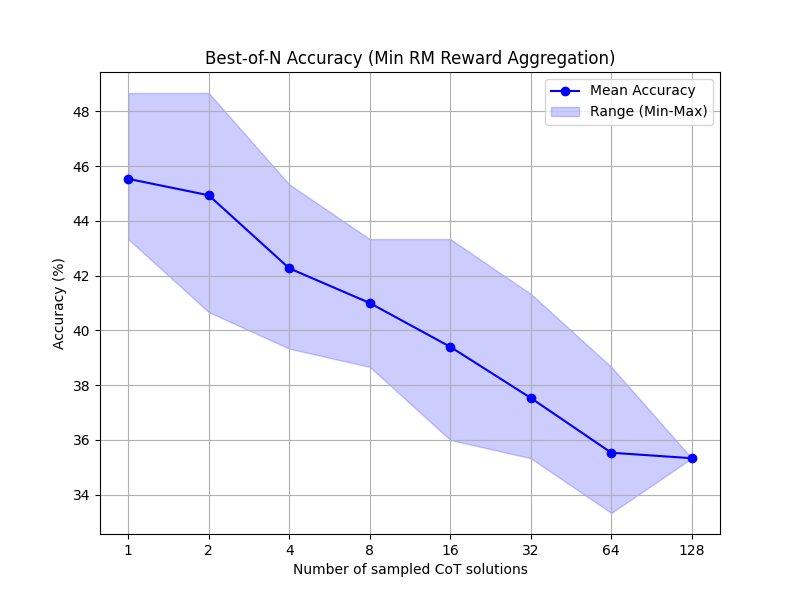 Best-of-N Accuracy (Min RM Reward Aggregation)
Mean Accuracy
Range (Min-Max)
Accuracy (%)
48
46
44
42
40
38
36
34
1 2 4 8 16 32 64 128
Number of sampled CoT solutions